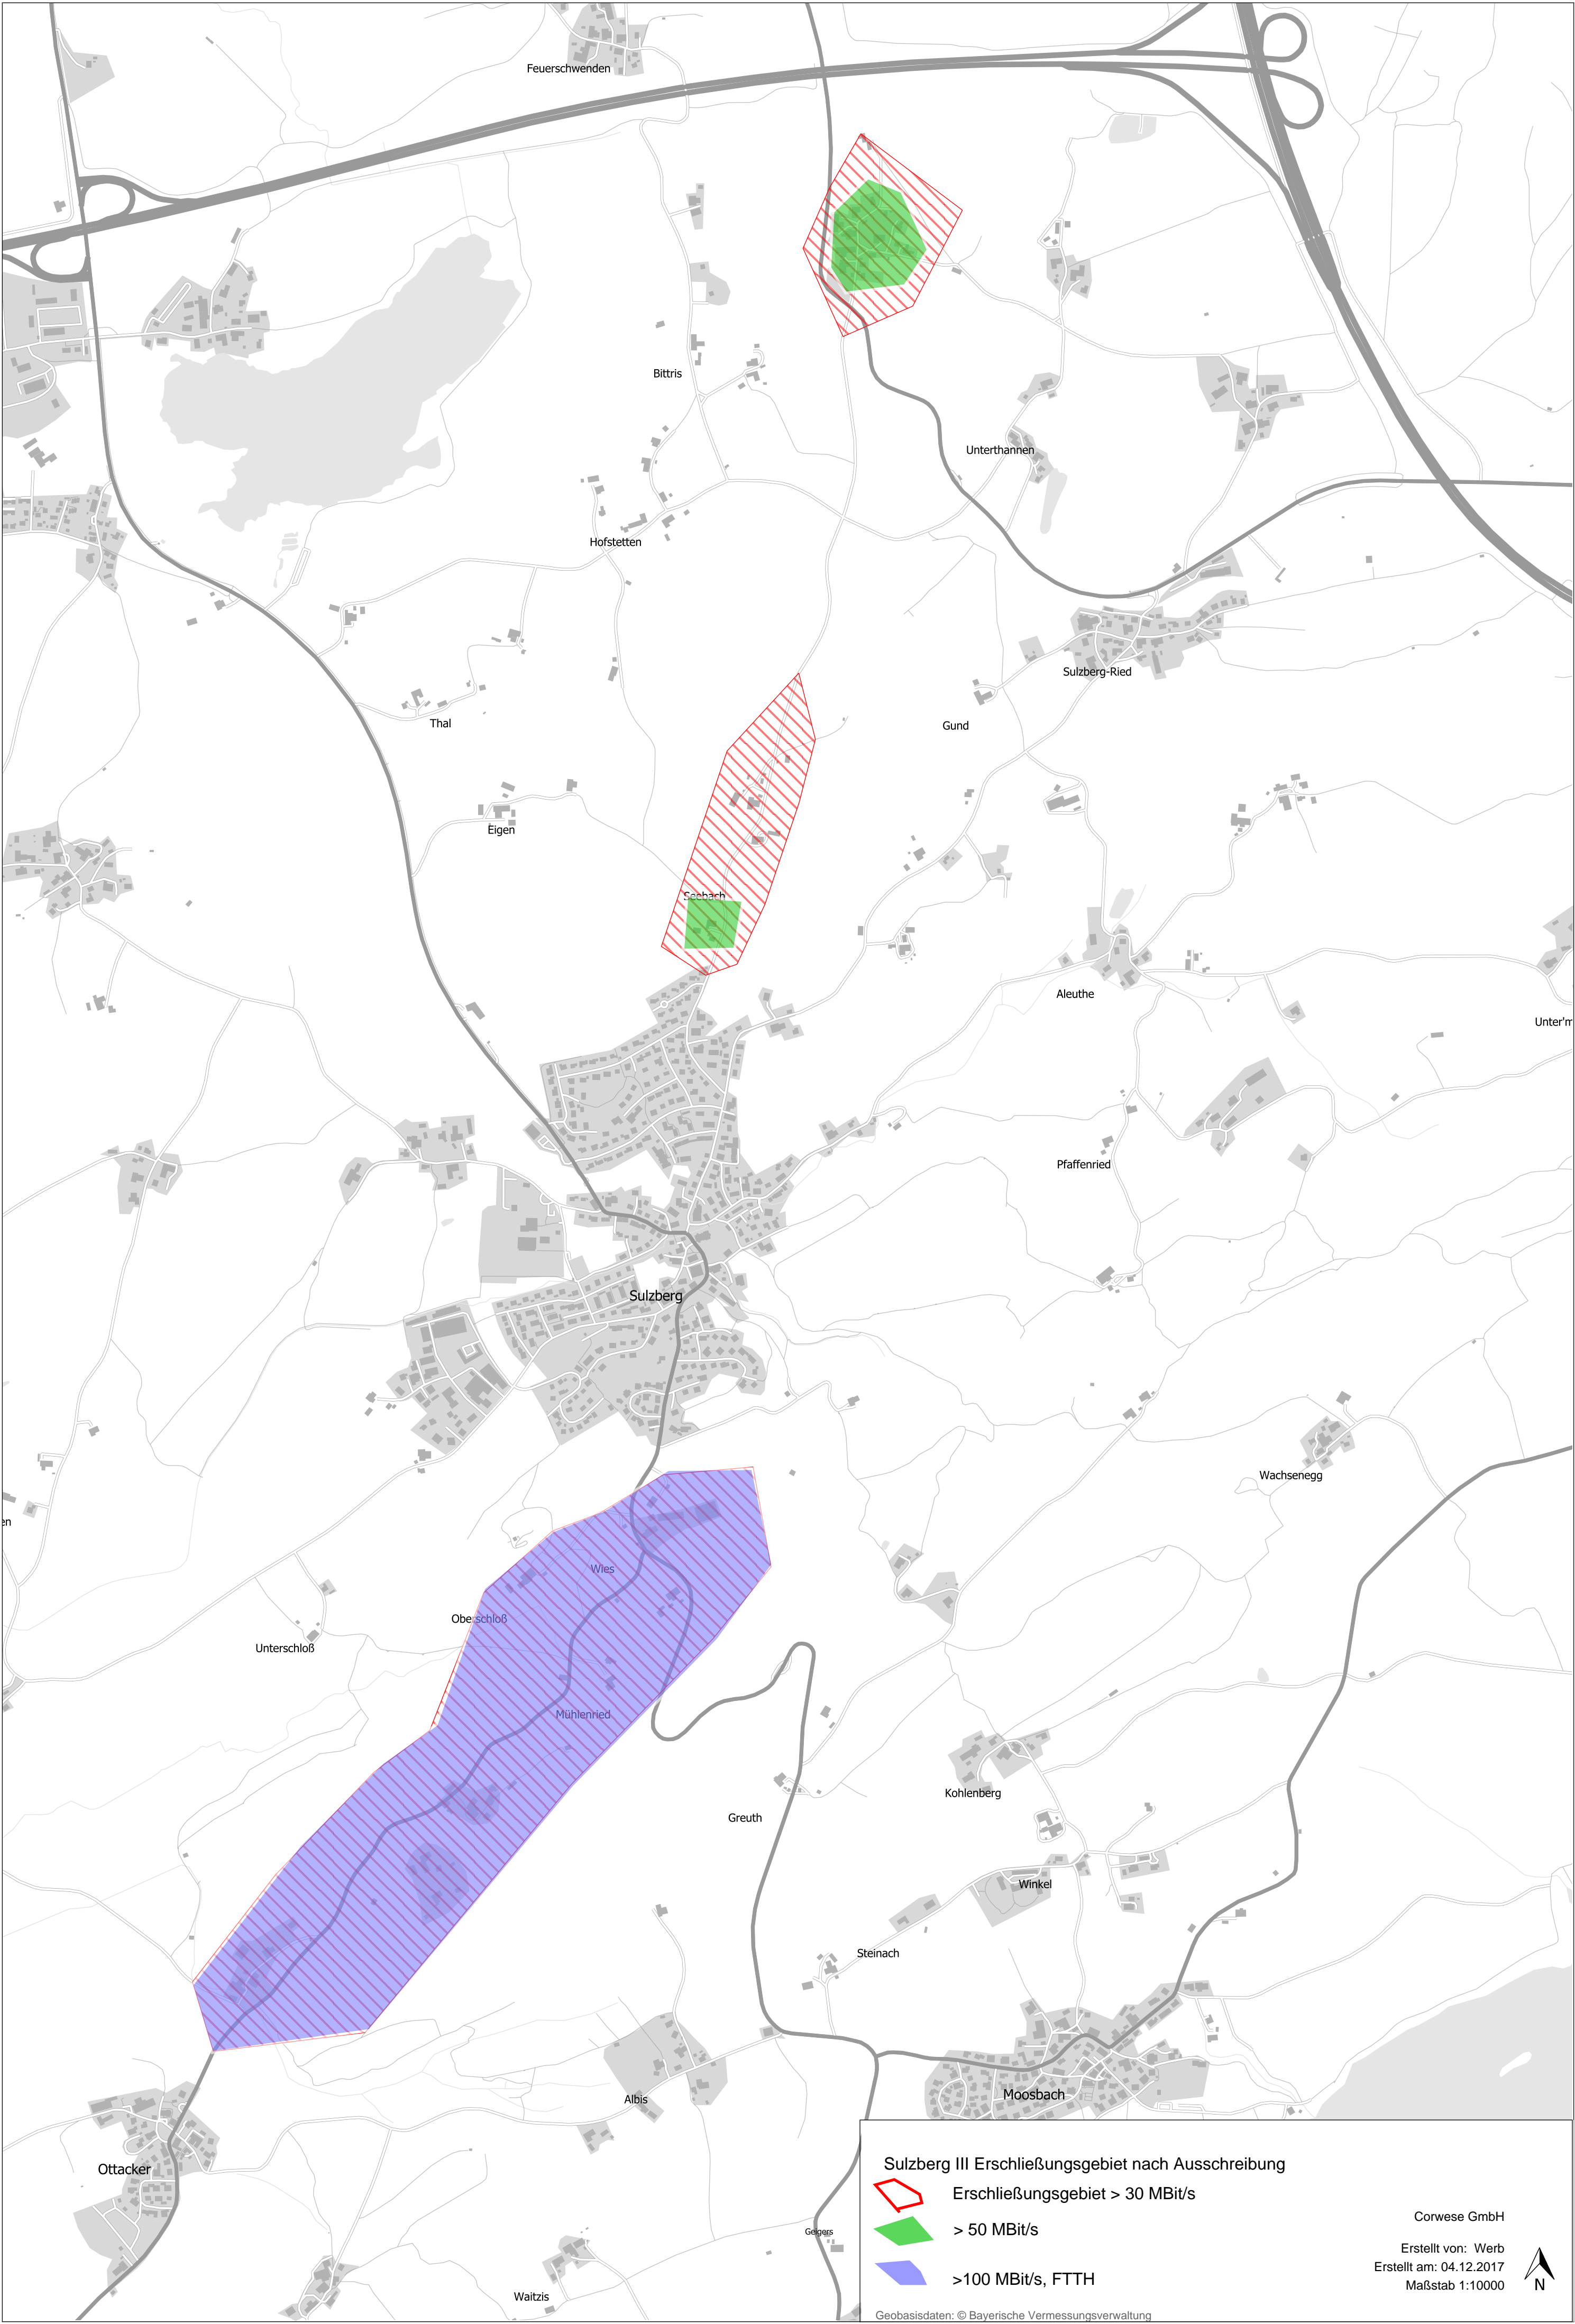 Feuerschwenden
Bittris
Unterthannen
Hofstetten
Sulzberg-Ried
Thal
Gund
Eigen
Seebach
Aleuthe
Unter'm
Pfaffenried
Sulzberg
Wachsenegg
en
Wies
Oberschloß
Unterschloß
Mühlenried
Kohlenberg
Greuth
Winkel
Steinach
Moosbach
Albis
Ottacker
Geigers
Waitzis
Sulzberg III Erschließungsgebiet nach Ausschreibung
Erschließungsgebiet > 30 MBit/s
> 50 MBit/s
>100 MBit/s, FTTH
Corwese GmbH
Erstellt von: Werb
Erstellt am: 04.12.2017
Maßstab 1:10000
N
Geobasisdaten: © Bayerische Vermessungsverwaltung